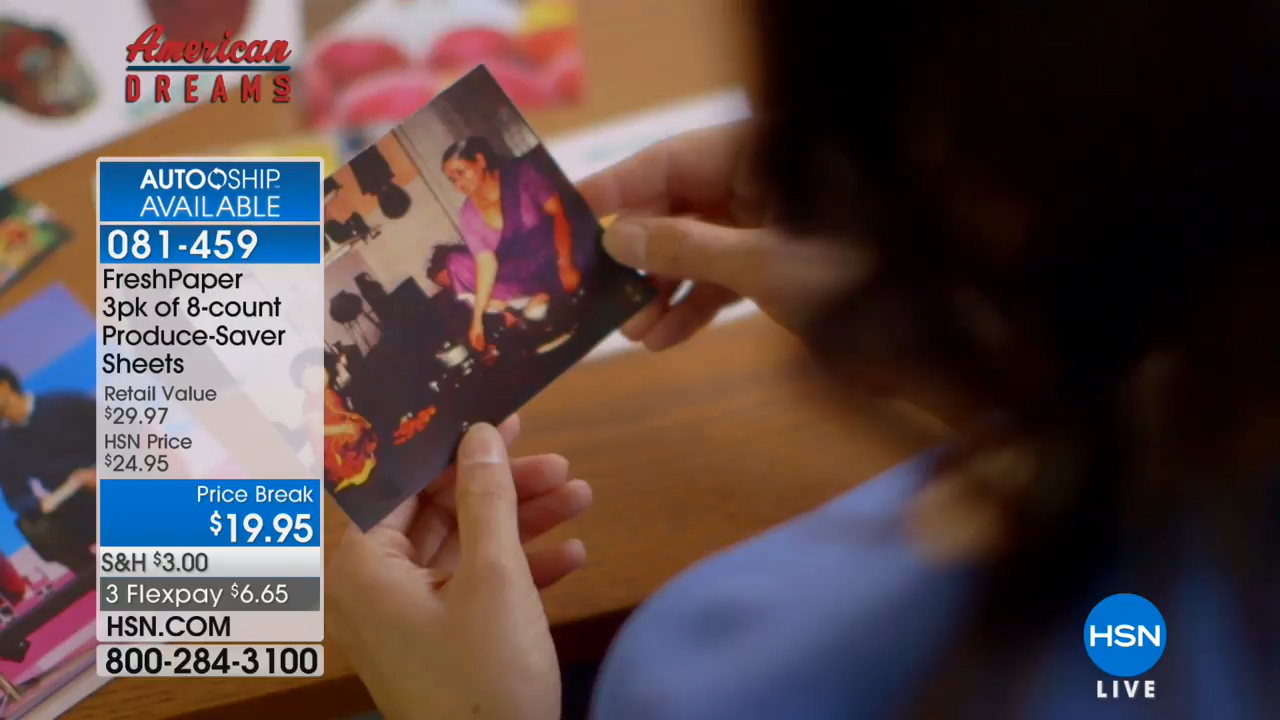 American
DREAMS
AUTOSHIP
AVAILABLE
081-459
FreshPaper
3pk of 8-count
Produce-Saver
Sheets
Retail Value
$29.97
HSN Price
$24.95
Price Break
$19.95
S&H $3.00
3 Flexpay $6.65
HSN.COM
800-284-3100
HSN
LIVE